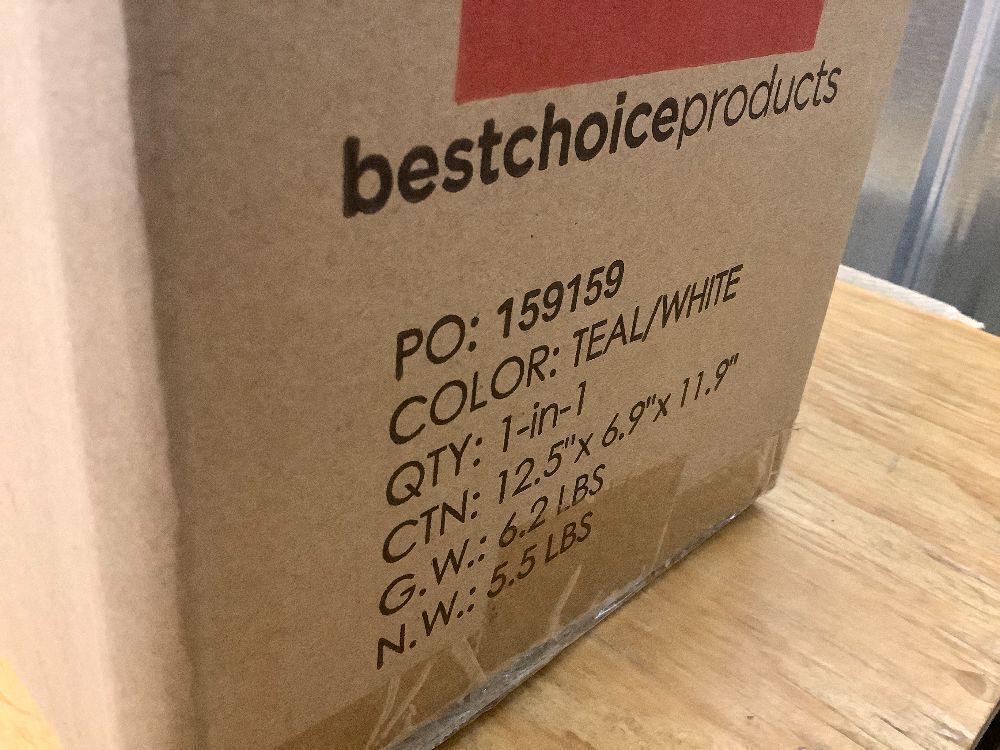 bestchoiceproducts
PO: 159159
COLOR: TEAL/WHITE
QTY: 1-in-1
CTN: 12.5"x 6.9"x 11.9"
G.W.: 6.2 LBS
N.W.: 5.5 LBS